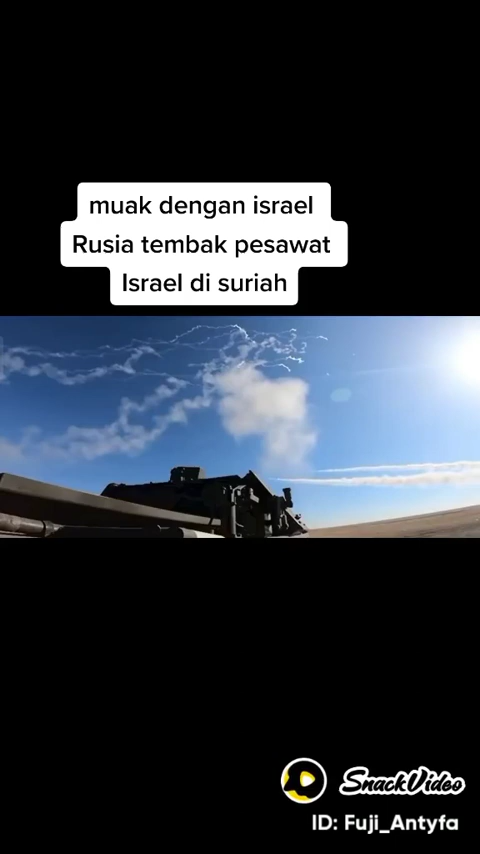 muak dengan israel
Rusia tembak pesawat
Israel di suriah
SnackVideo
ID: Fuji_Antyfa